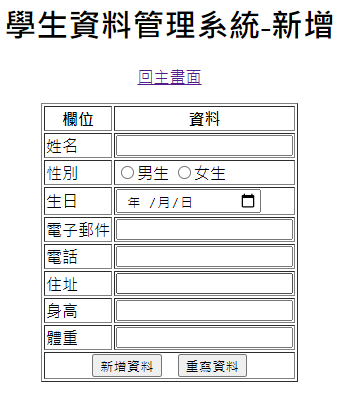 學生資料管理系統-新增
回主畫面
欄位 資料
姓名
性別 男生 女生
生日 年 /月/日
電子郵件
電話
住址
身高
體重
新增資料 重寫資料